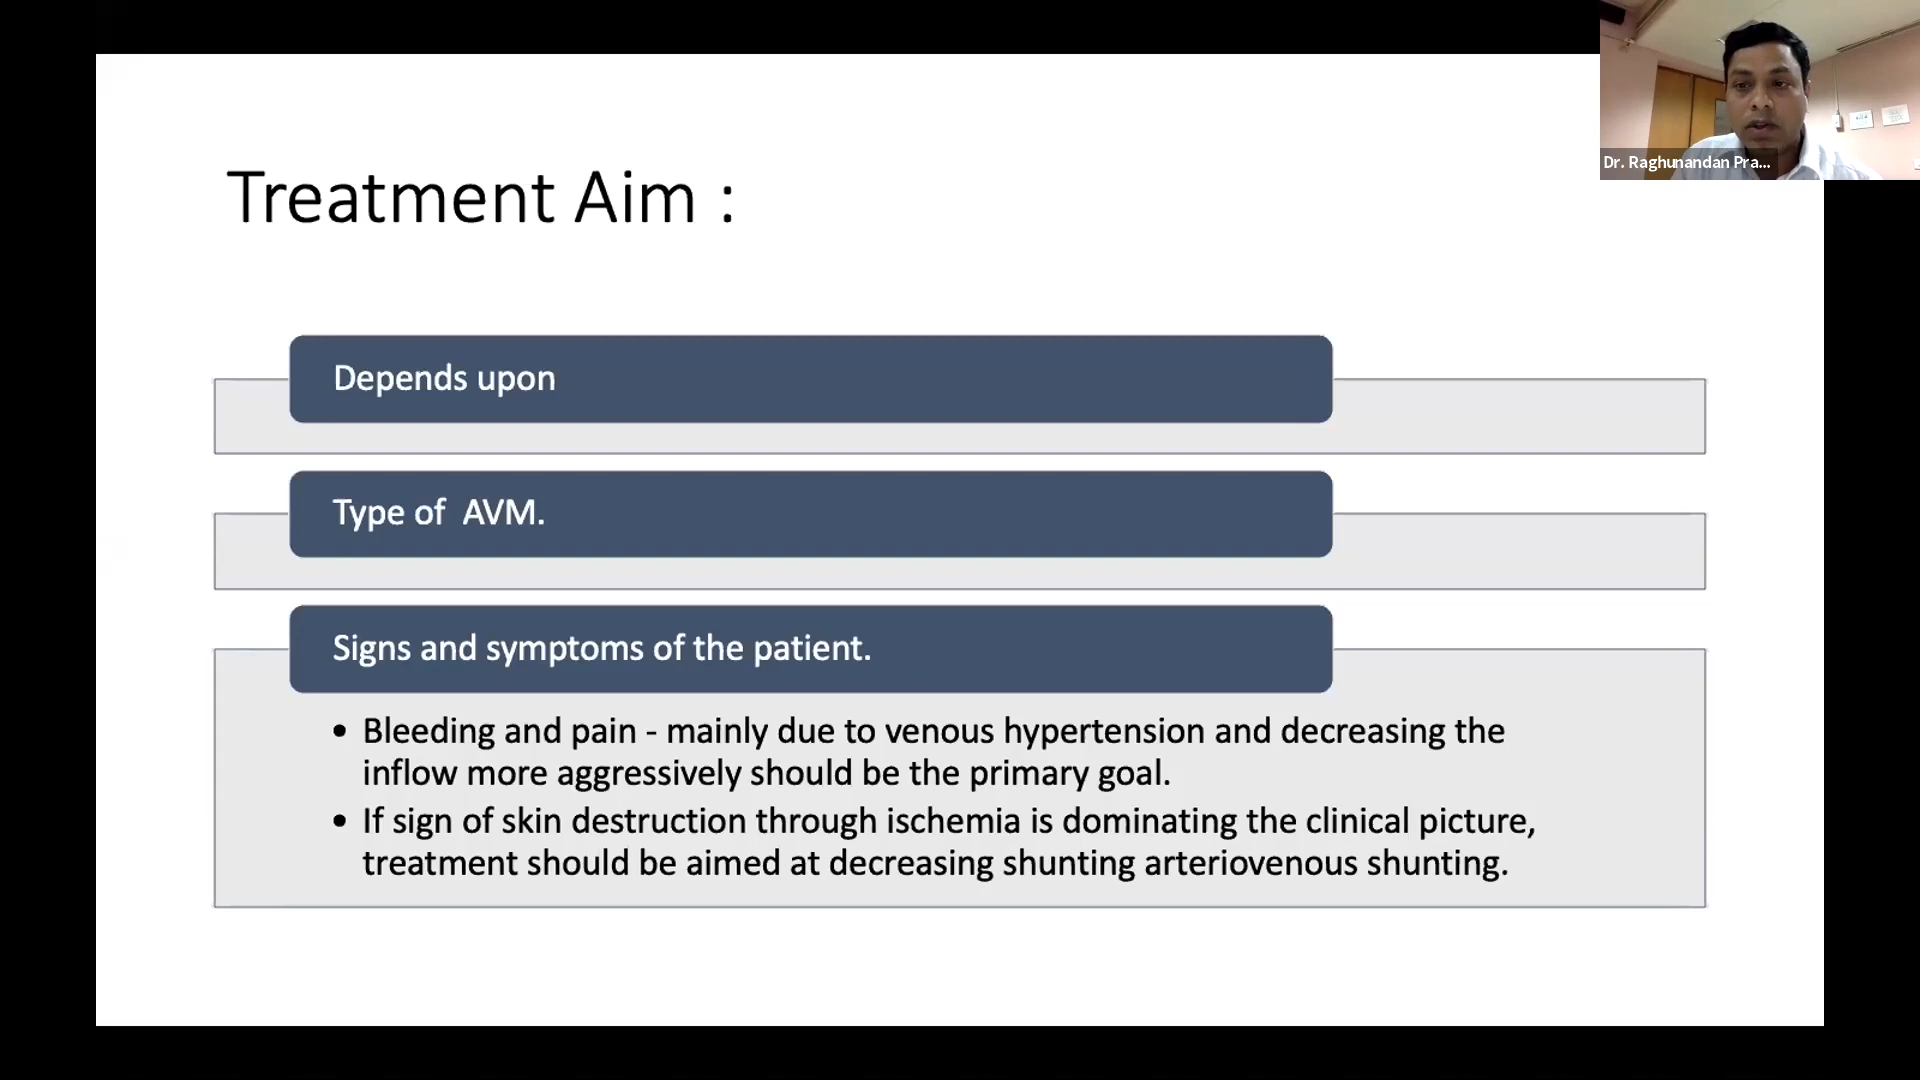 Dr. Raghunandan Pra...
Treatment Aim :
Depends upon
Type of  AVM.
Signs and symptoms of the patient.
• Bleeding and pain - mainly due to venous hypertension and decreasing the
inflow more aggressively should be the primary goal.
• If sign of skin destruction through ischemia is dominating the clinical picture,
treatment should be aimed at decreasing shunting arteriovenous shunting.